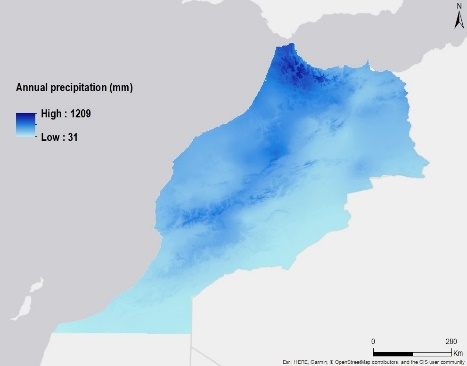 N
Annual precipitation (mm)
High : 1209
Low : 31
0 280
Km
Esri, HERE, Garmin, © OpenStreetMap contributors, and the GIS user community